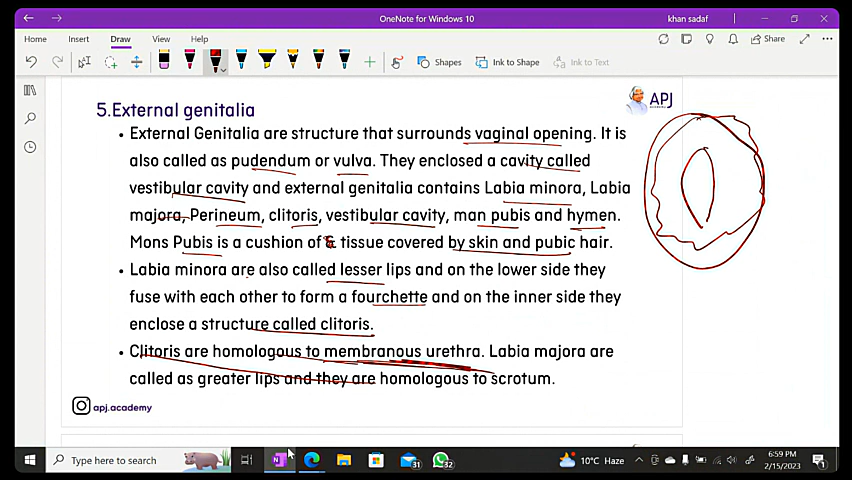 OneNote for Windows 10
khan sadaf
Home Insert Draw View Help
Share
Shapes
Ink to Shape
Ink to Text
APJ
5.External genitalia
• External Genitalia are structure that surrounds vaginal opening. It is
also called as pudendum or vulva. They enclosed a cavity called
vestibular cavity and external genitalia contains Labia minora, Labia
majora, Perineum, clitoris, vestibular cavity, man pubis and hymen.
Mons Pubis is a cushion of tissue covered by skin and pubic hair.
• Labia minora are also called lesser lips and on the lower side they
fuse with each other to form a fourchette and on the inner side they
enclose a structure called clitoris.
• Clitoris are homologous to membranous urethra. Labia majora are
called as greater lips and they are homologous to scrotum.
apj.academy
Type here to search
31
32
10°C Haze
6:59 PM
2/15/2023
1